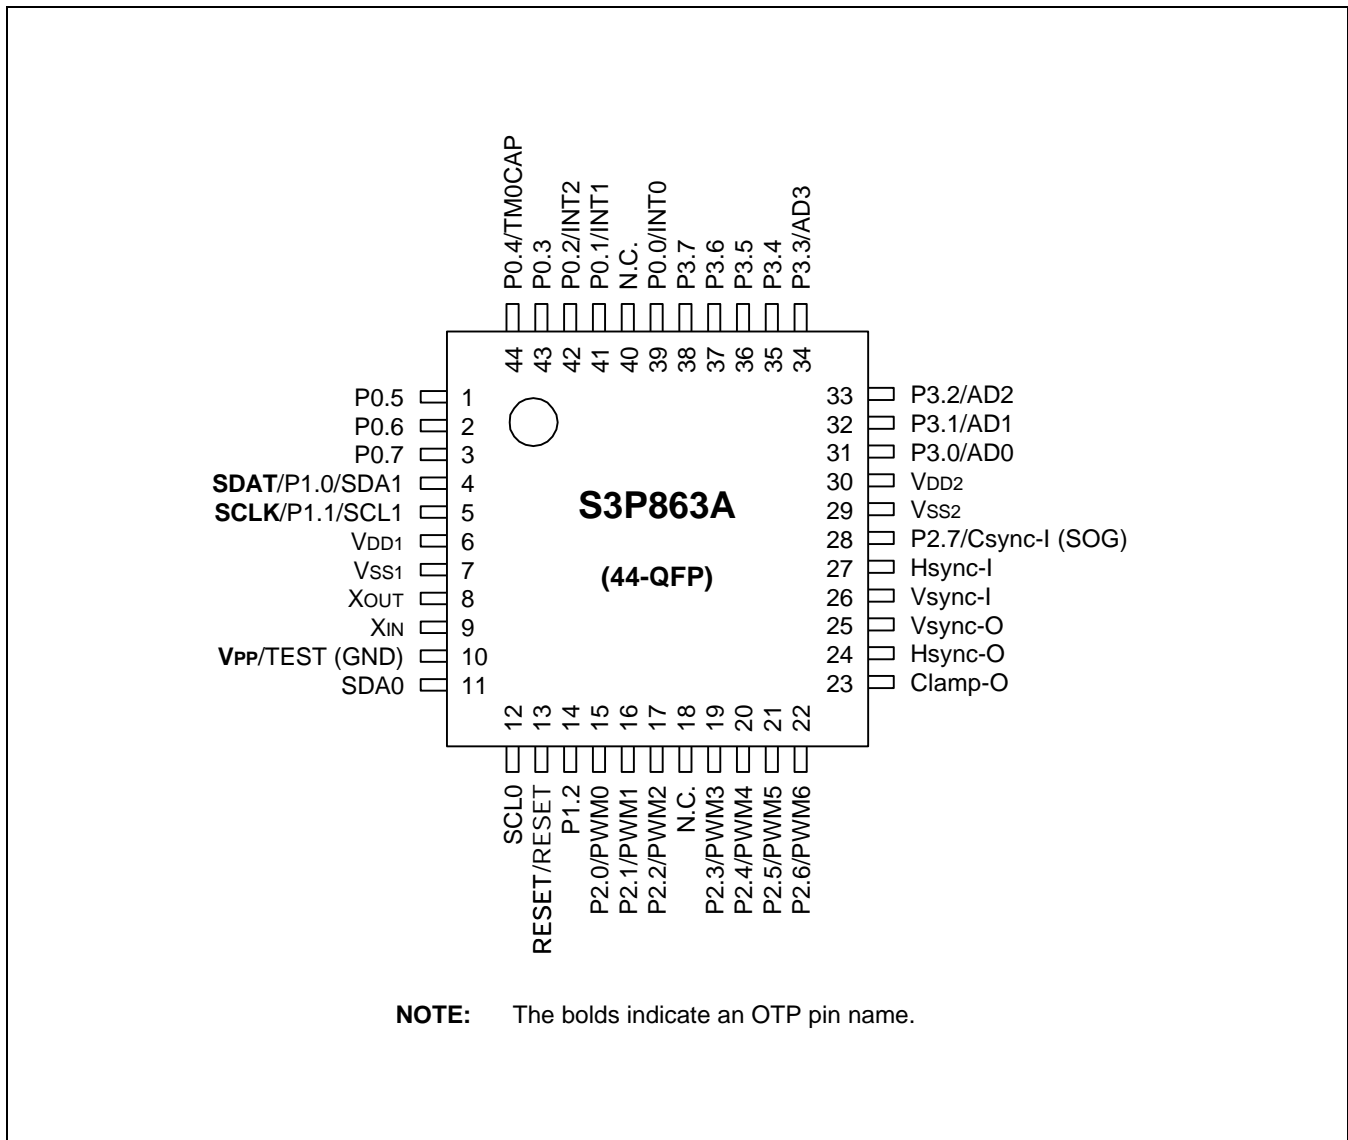 P0.4/TM0CAP
P0.3
P0.2/INT2
P0.1/INT1
N.C.
P0.0/INT0
P3.7
P3.6
P3.5
P3.4
P3.3/AD3
44
43
42
41
40
39
38
37
36
35
34
P0.5 1
P0.6 2
P0.7 3
SDAT/P1.0/SDA1 4
SCLK/P1.1/SCL1 5
VDD1 6
VSS1 7
XOUT 8
XIN 9
VPP/TEST (GND) 10
SDA0 11
S3P863A
(44-QFP)
33 P3.2/AD2
32 P3.1/AD1
31 P3.0/AD0
30 VDD2
29 VSS2
28 P2.7/Csync-I (SOG)
27 Hsync-I
26 Vsync-I
25 Vsync-O
24 Hsync-O
23 Clamp-O
12
13
14
15
16
17
18
19
20
21
22
SCL0
RESET/RESET
P1.2
P2.0/PWM0
P2.1/PWM1
P2.2/PWM2
N.C.
P2.3/PWM3
P2.4/PWM4
P2.5/PWM5
P2.6/PWM6
NOTE: The bolds indicate an OTP pin name.